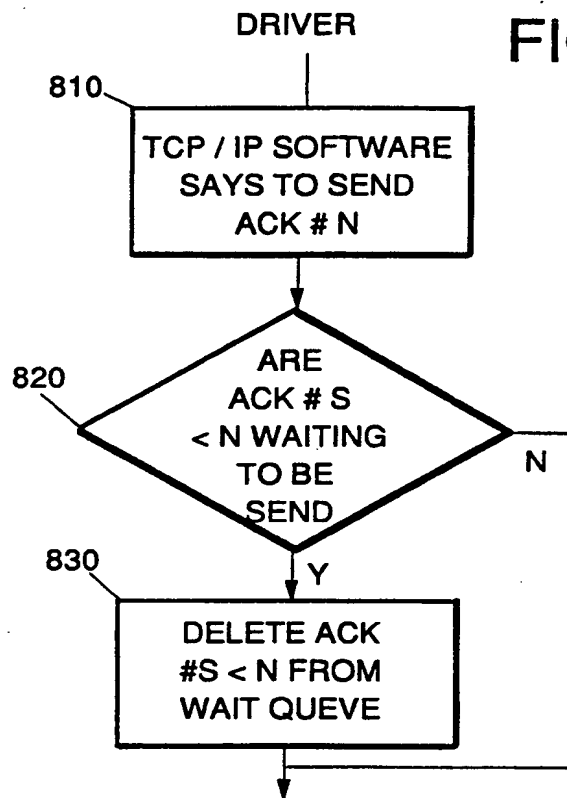 DRIVER
FI
810
TCP / IP SOFTWARE
SAYS TO SEND
ACK # N
820
ARE
ACK # S
< N WAITING
TO BE
SEND
N
Y
830
DELETE ACK
#S < N FROM
WAIT QUEVE